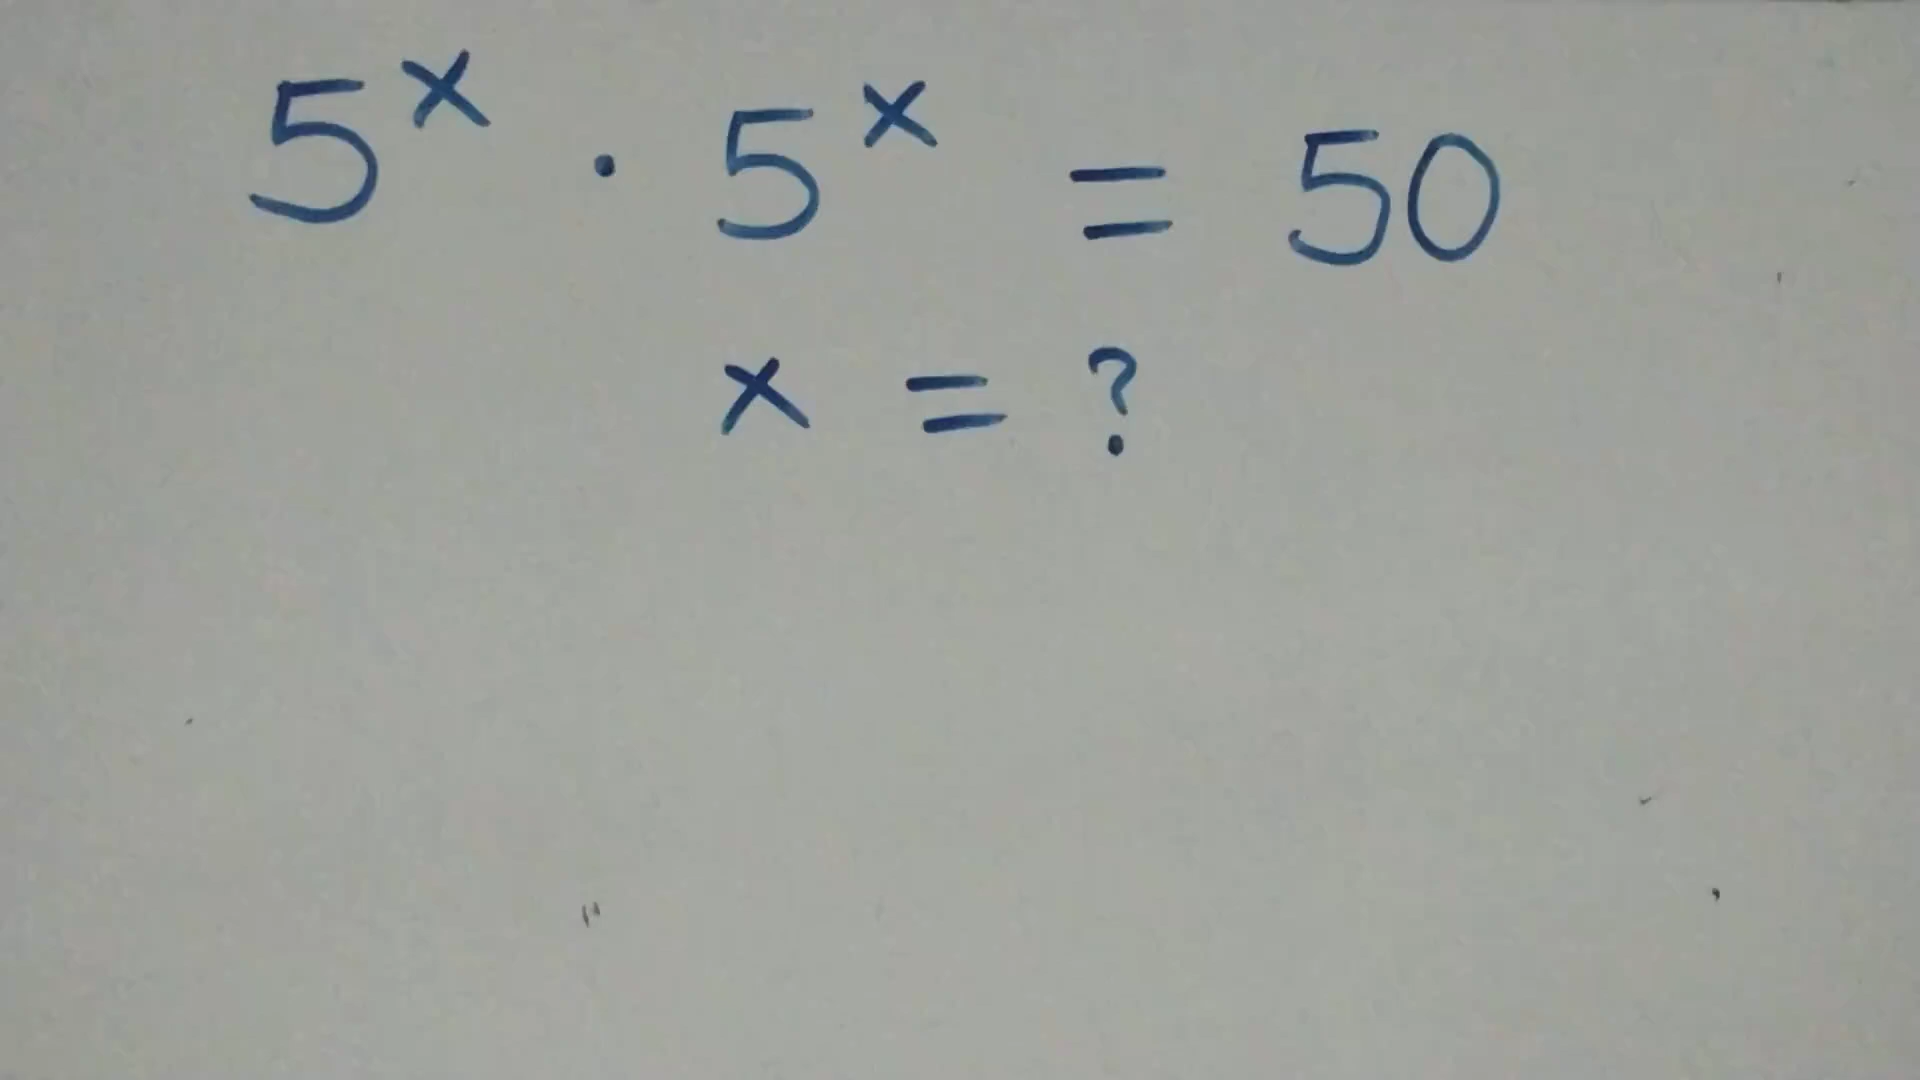 5^x · 5^x = 50
x = ?